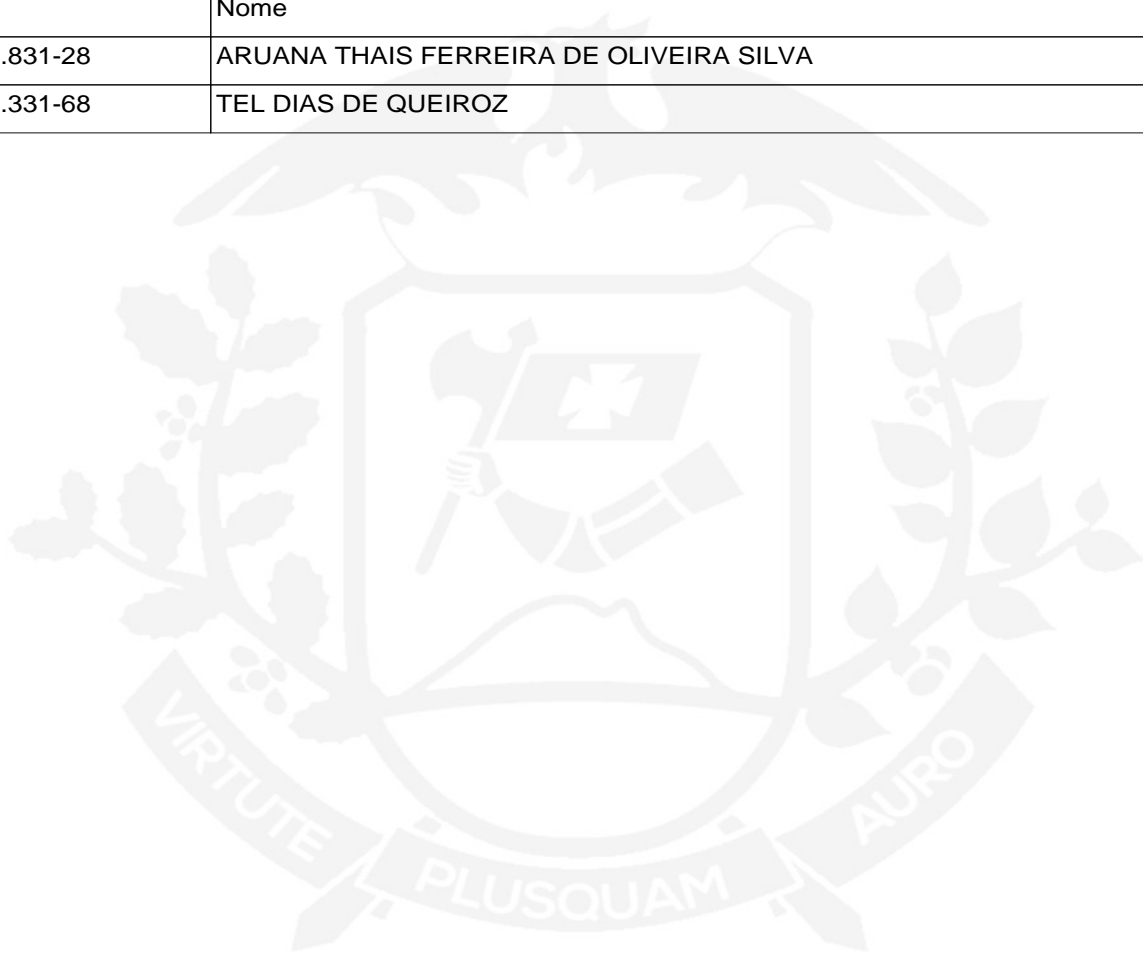 Nome
.831-28 ARUANA THAIS FERREIRA DE OLIVEIRA SILVA
.331-68 TEL DIAS DE QUEIROZ
VIRTUTE PLUSQUAM AURO